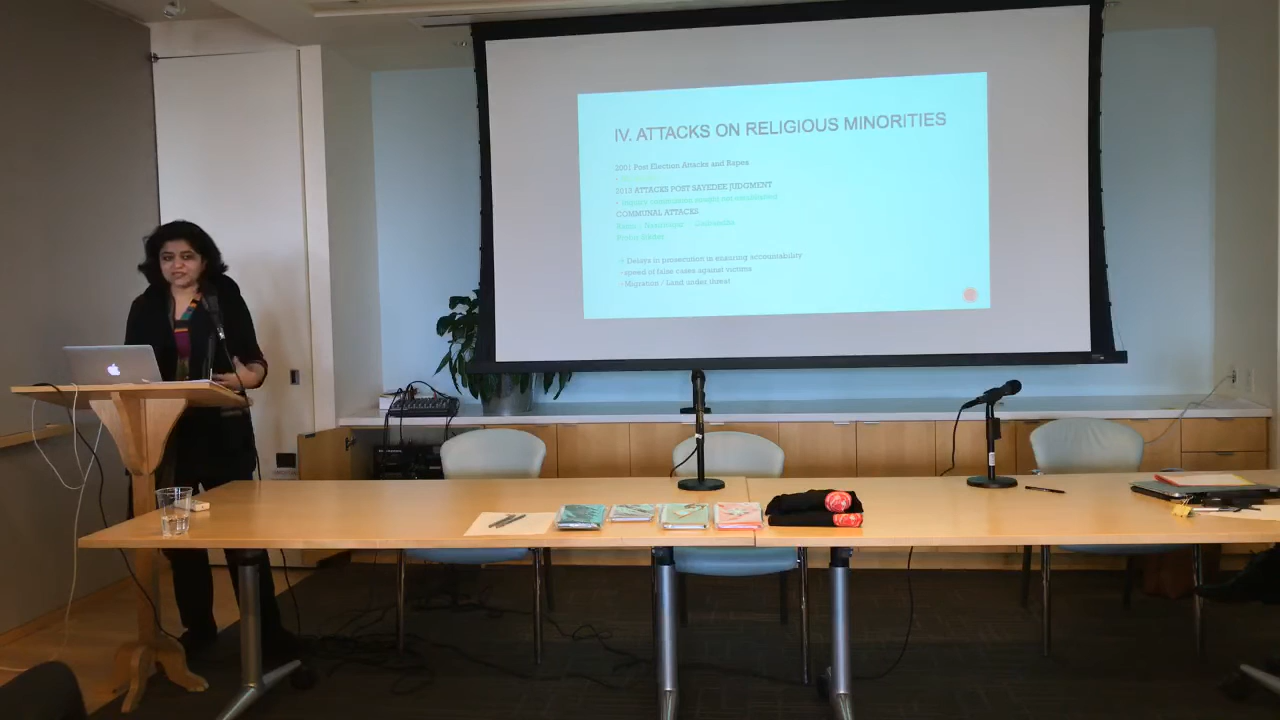 IV. ATTACKS ON RELIGIOUS MINORITIES
2001 Post Election Attacks and Rapes
2013 ATTACKS POST SAYEDEE JUDGMENT
COMMUNAL ATTACKS
Delays in prosecution in ensuring accountability
- speed of false cases against victims
- Migration / Land under threat